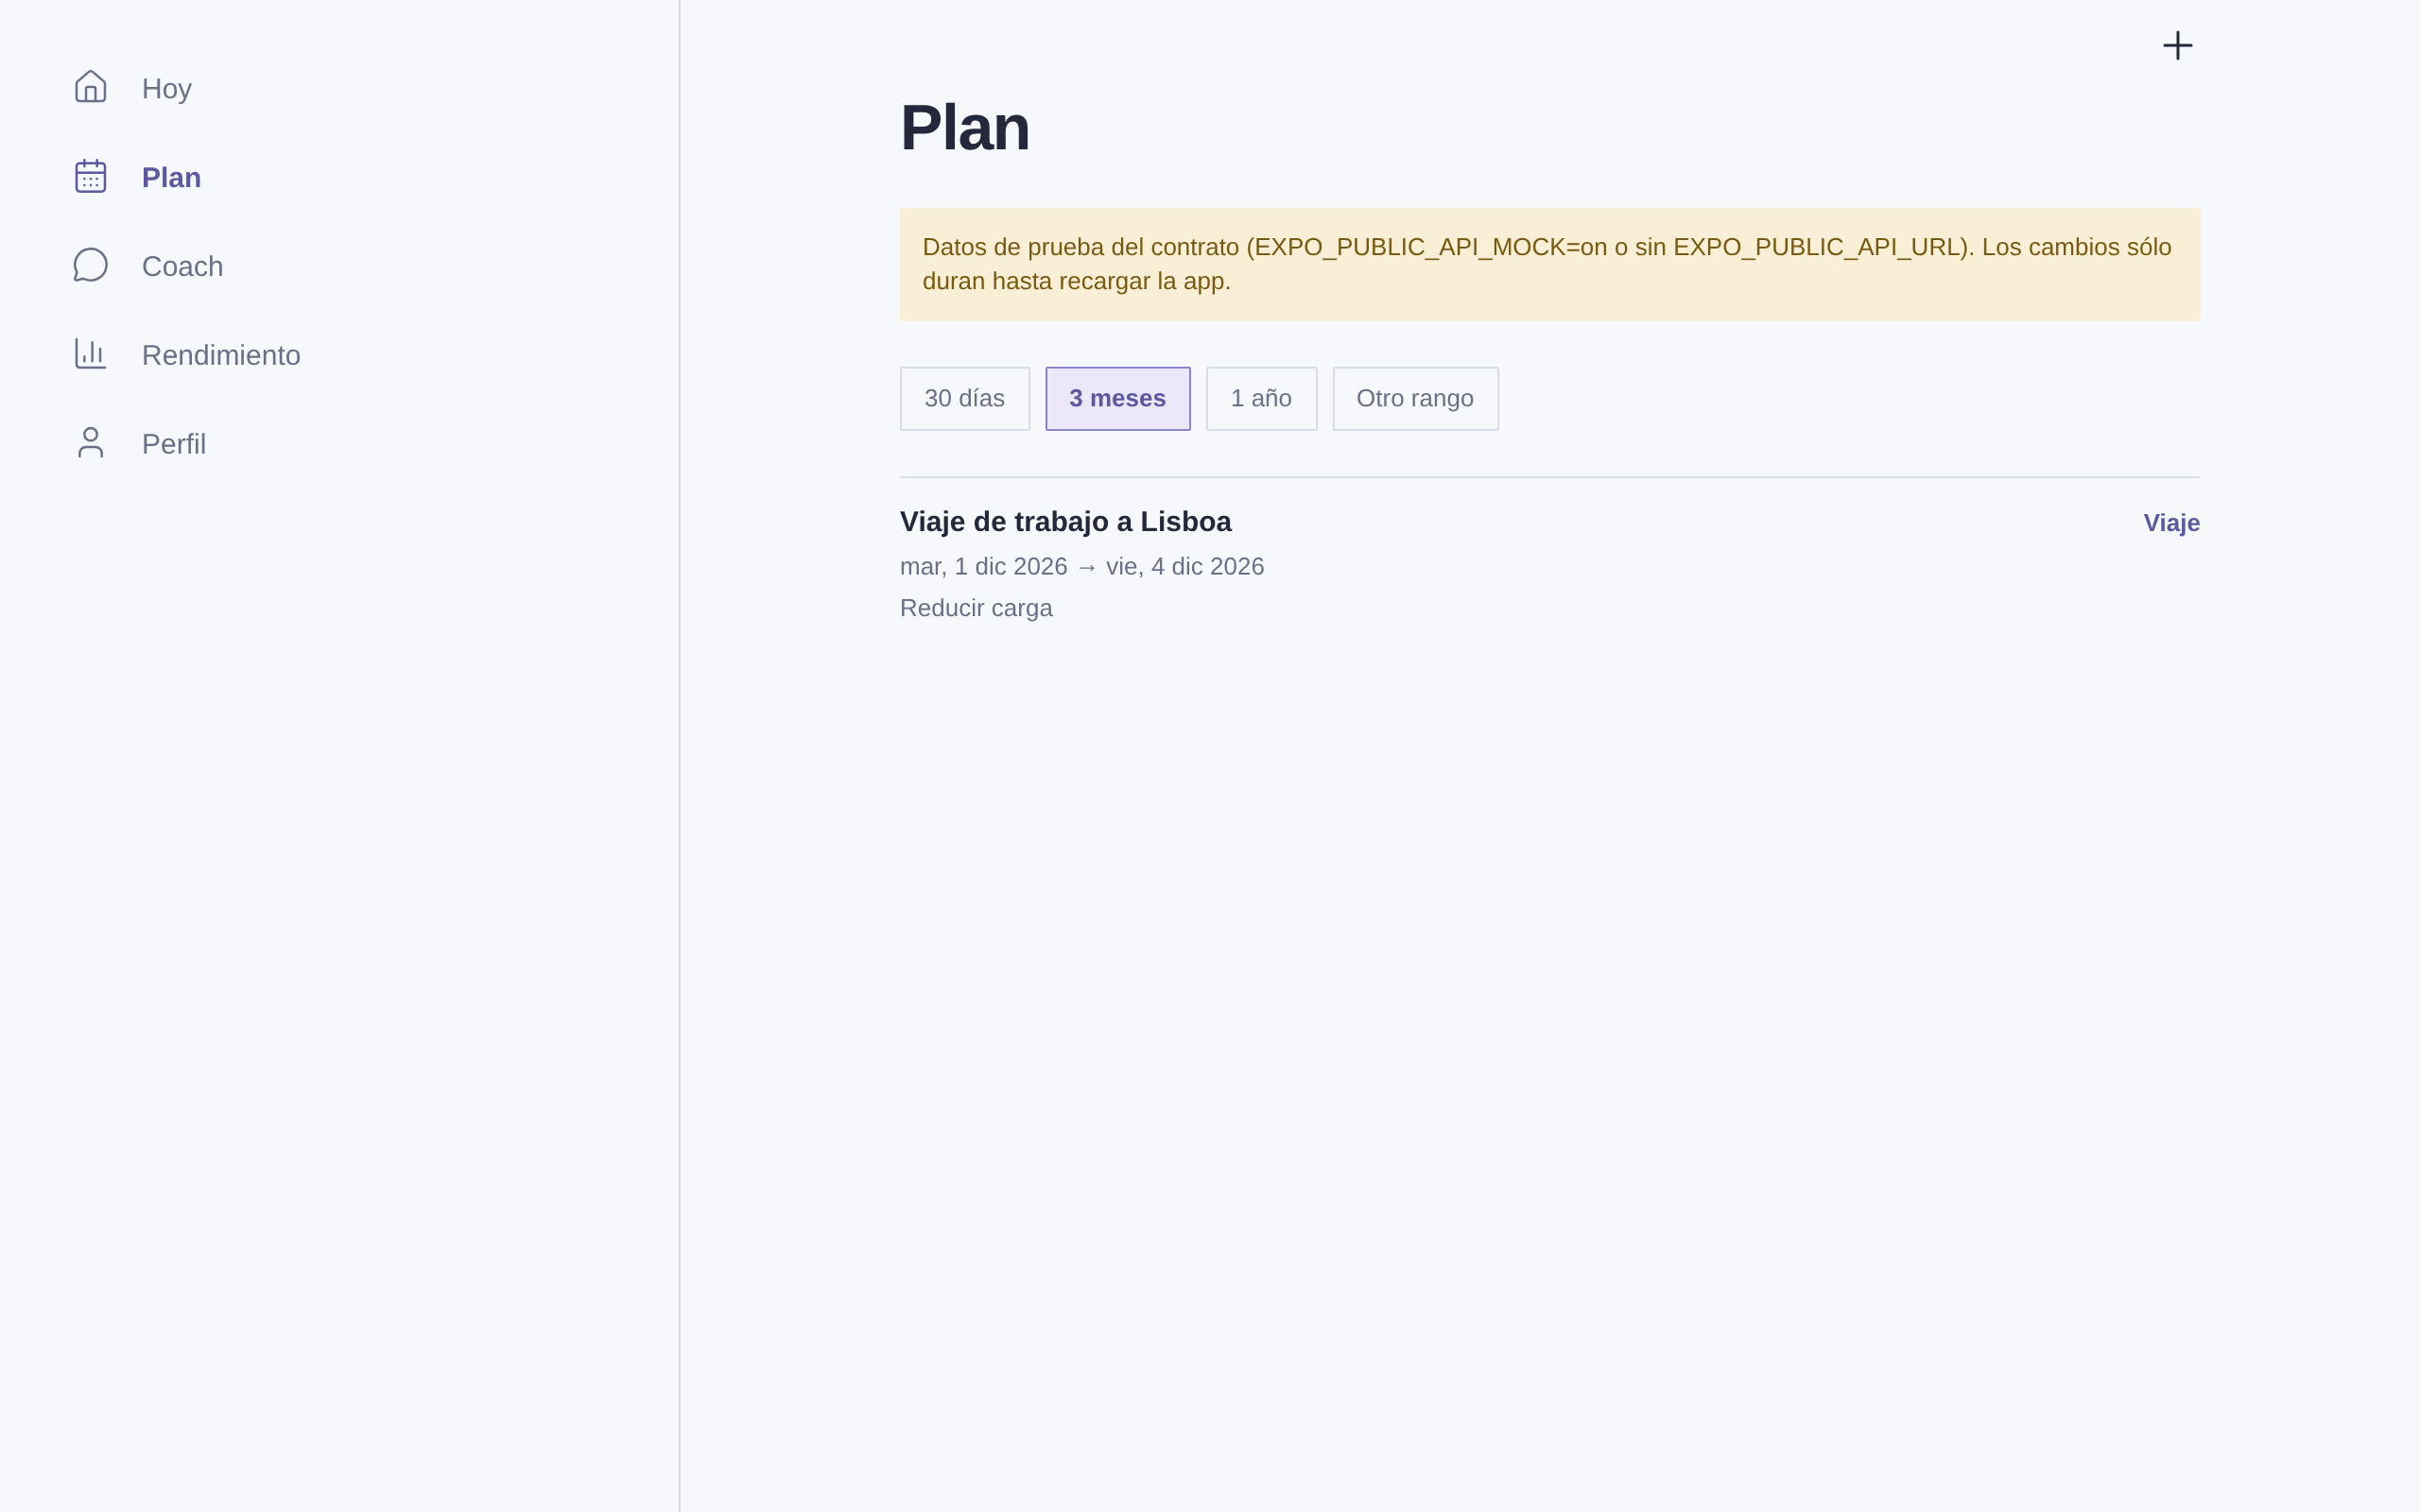 Hoy
Plan
Coach
Rendimiento
Perfil
Plan
Datos de prueba del contrato (EXPO_PUBLIC_API_MOCK=on o sin EXPO_PUBLIC_API_URL). Los cambios sólo
duran hasta recargar la app.
30 días
3 meses
1 año
Otro rango
Viaje de trabajo a Lisboa
Viaje
mar, 1 dic 2026 → vie, 4 dic 2026
Reducir carga